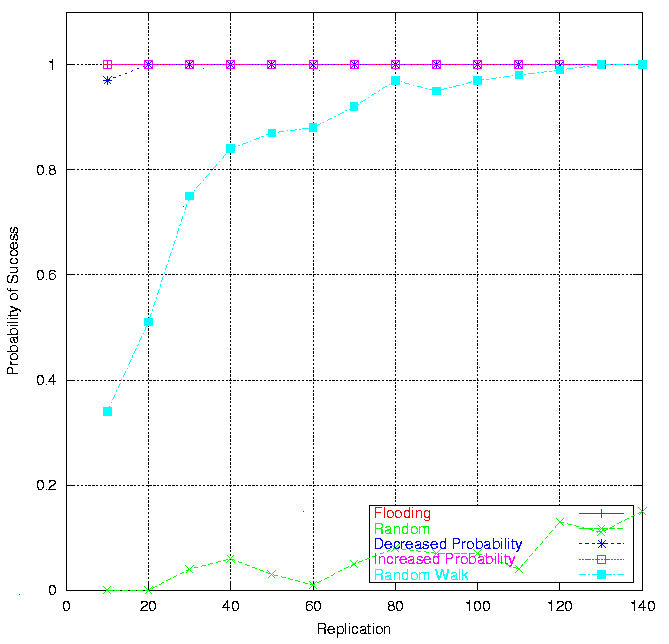 Probability of Success
1
0.8
0.6
0.4
0.2
0
Flooding
Random
Decreased Probability
Increased Probability
Random Walk
0 20 40 60 80 100 120 140
Replication